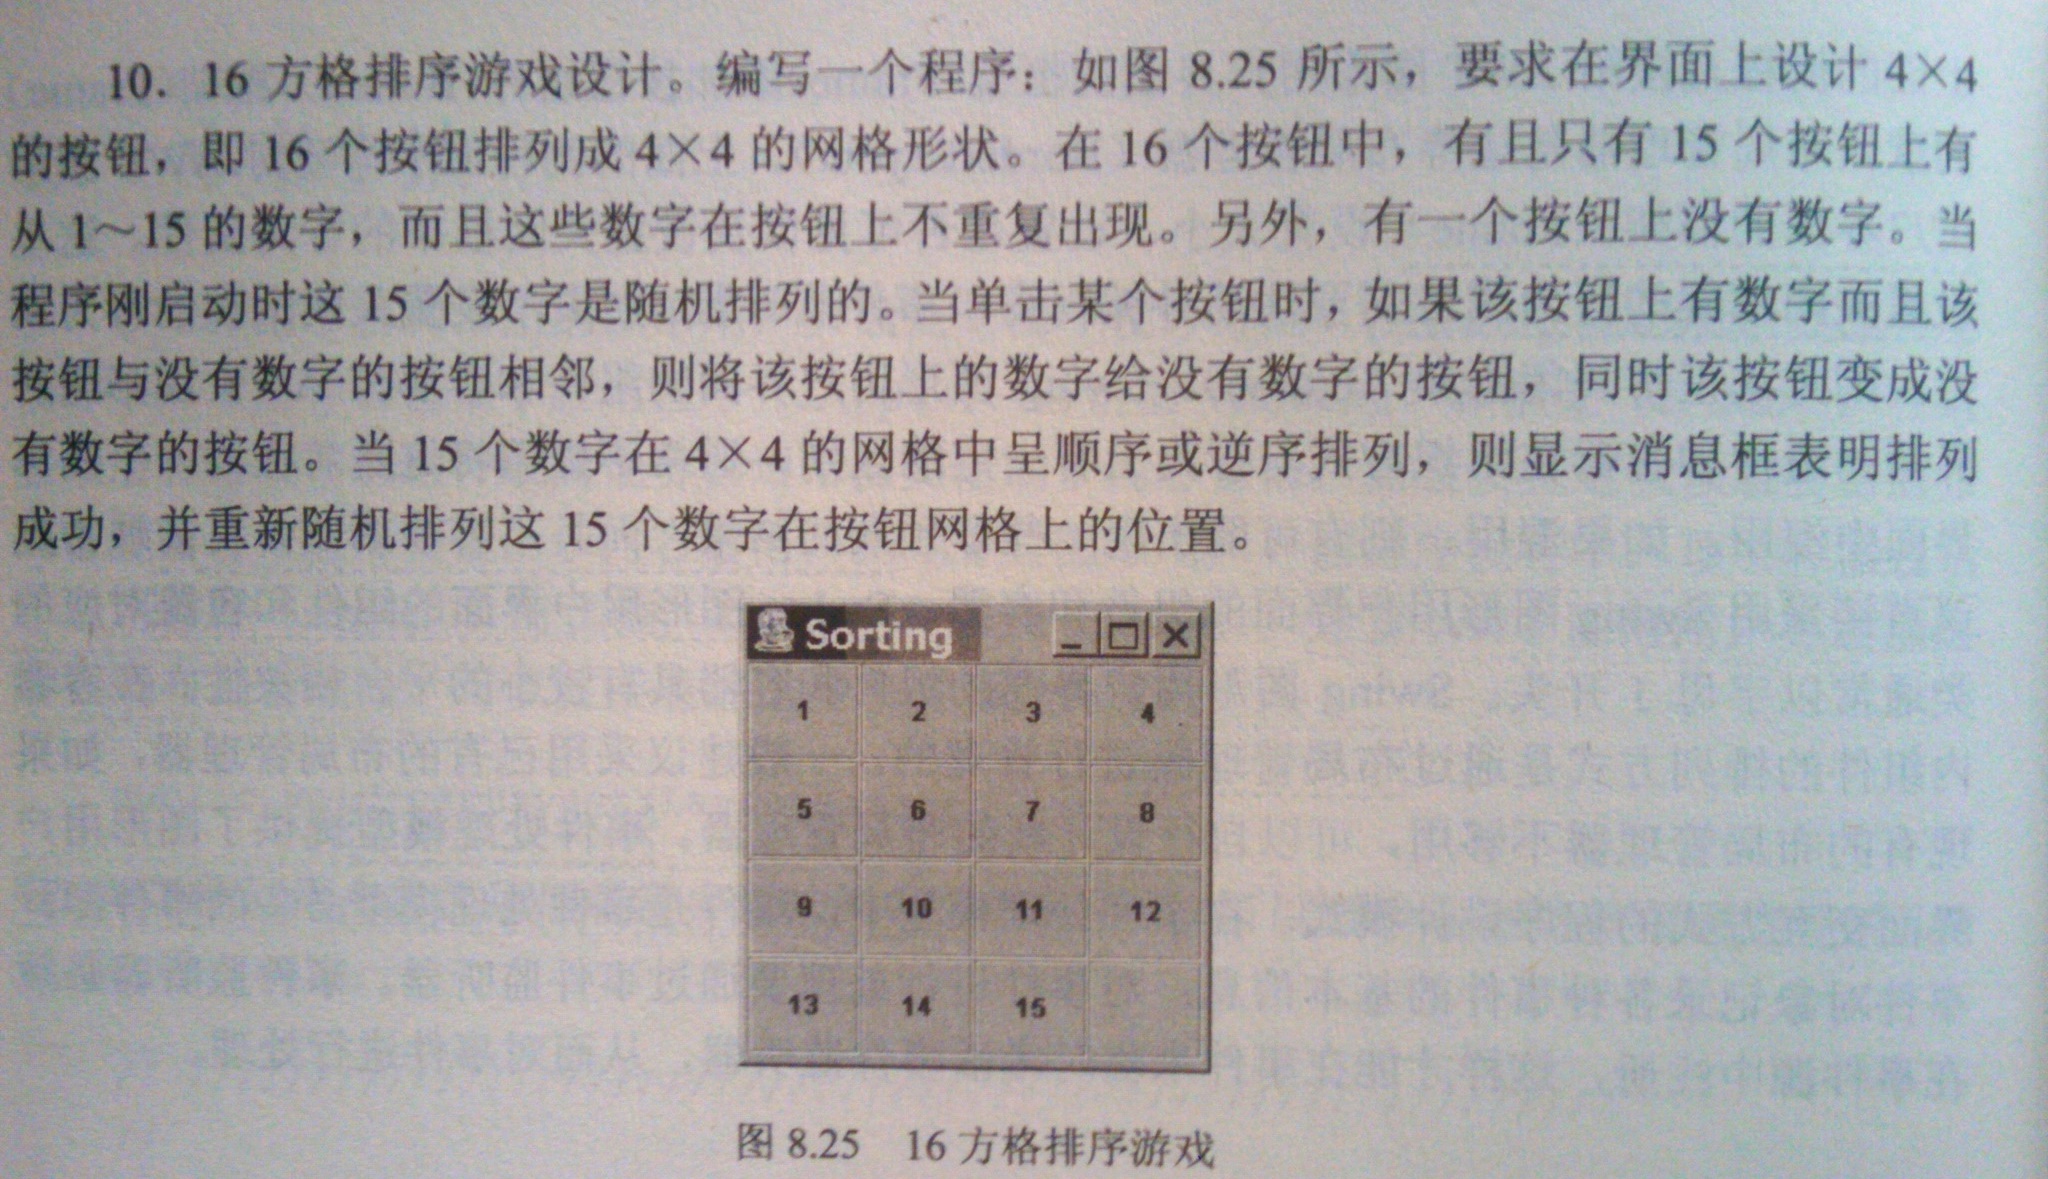 10. 16 方格排序游戏设计。编写一个程序：如图 8.25 所示，要求在界面上设计 4×4
的按钮，即 16 个按钮排列成 4×4 的网格形状。在 16 个按钮中，有且只有 15 个按钮上有
从 1～15 的数字，而且这些数字在按钮上不重复出现。另外，有一个按钮上没有数字。当
程序刚启动时这 15 个数字是随机排列的。当单击某个按钮时，如果该按钮上有数字而且该
按钮与没有数字的按钮相邻，则将该按钮上的数字给没有数字的按钮，同时该按钮变成没
有数字的按钮。当 15 个数字在 4×4 的网格中呈顺序或逆序排列，则显示消息框表明排列
成功，并重新随机排列这 15 个数字在按钮网格上的位置。
Sorting
1 2 3 4
5 6 7 8
9 10 11 12
13 14 15
图 8.25 16 方格排序游戏